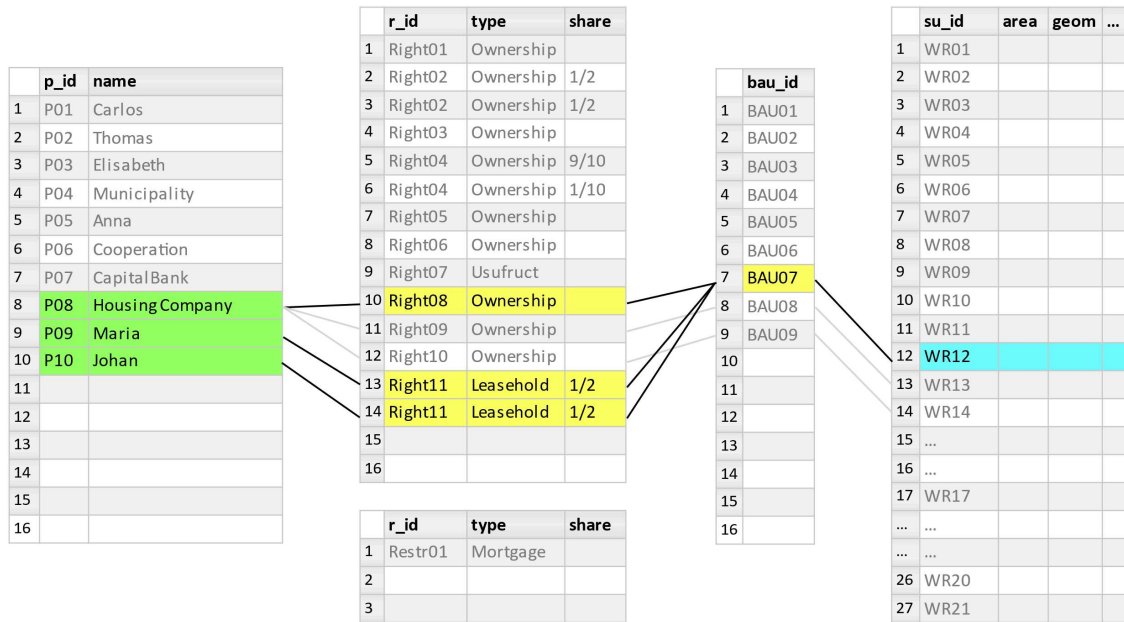 p_id name
1 P01 Carlos
2 P02 Thomas
3 P03 Elisabeth
4 P04 Municipality
5 P05 Anna
6 P06 Cooperation
7 P07 CapitalBank
8 P08 Housing Company
9 P09 Maria
10 P10 Johan
11
12
13
14
15
16
r_id type share
1 Right01 Ownership
2 Right02 Ownership 1/2
3 Right02 Ownership 1/2
4 Right03 Ownership
5 Right04 Ownership 9/10
6 Right04 Ownership 1/10
7 Right05 Ownership
8 Right06 Ownership
9 Right07 Usufruct
10 Right08 Ownership
11 Right09 Ownership
12 Right10 Ownership
13 Right11 Leasehold 1/2
14 Right11 Leasehold 1/2
15
16
r_id type share
1 Restr01 Mortgage
2
3
bau_id
1 BAU01
2 BAU02
3 BAU03
4 BAU04
5 BAU05
6 BAU06
7 BAU07
8 BAU08
9 BAU09
10
11
12
13
14
15
16
su_id area geom ...
1 WR01
2 WR02
3 WR03
4 WR04
5 WR05
6 WR06
7 WR07
8 WR08
9 WR09
10 WR10
11 WR11
12 WR12
13 WR13
14 WR14
15 ...
16 ...
17 WR17
... ...
... ...
26 WR20
27 WR21